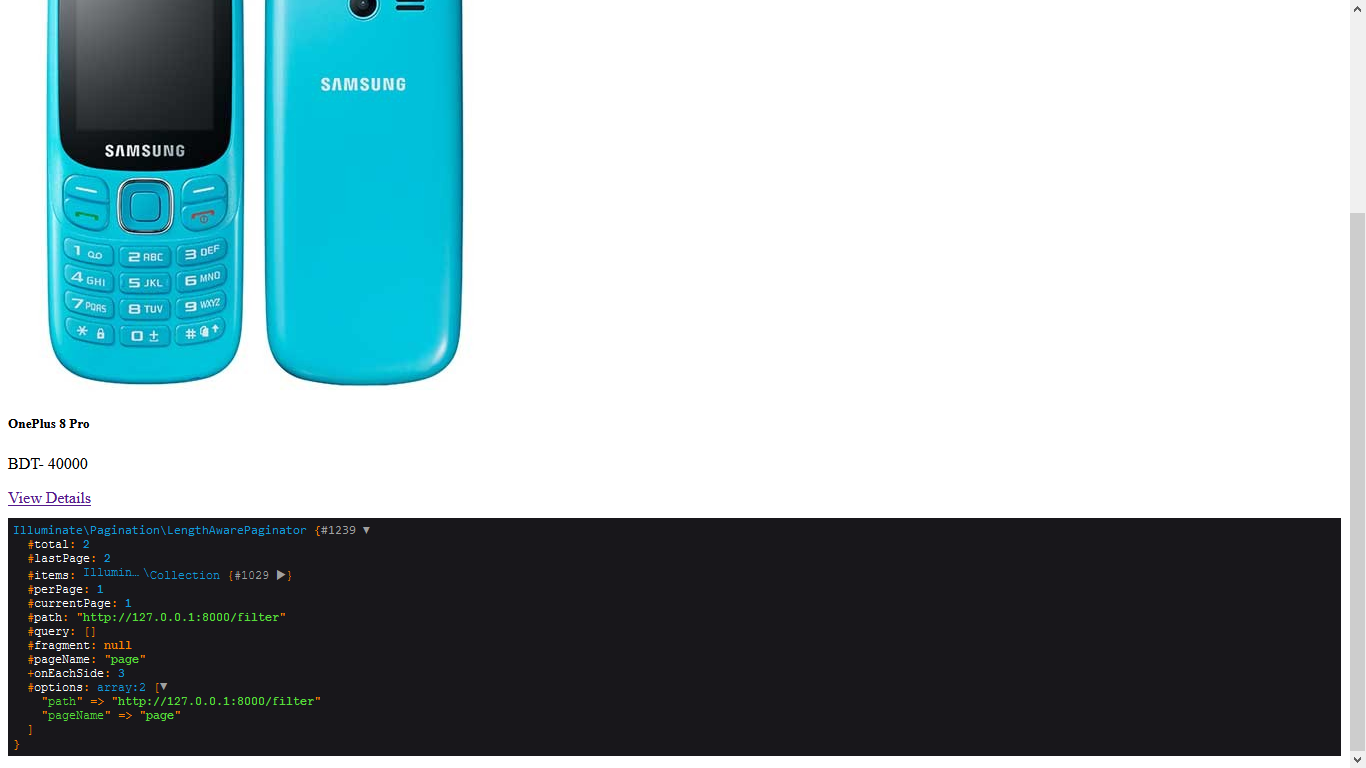 SAMSUNG
SAMSUNG
1 2 ABC 3 DEF
4 GHI 5 JKL 6 MNO
7 PQRS 8 TUV 9 WXYZ
* 0 ± #
OnePlus 8 Pro
BDT- 40000
View Details
Illuminate\Pagination\LengthAwarePaginator {#1239 ▼
#total: 2
#lastPage: 2
#items: Illumin…\Collection {#1029 ▶}
#perPage: 1
#currentPage: 1
#path: "http://127.0.0.1:8000/filter"
#query: []
#fragment: null
#pageName: "page"
+onEachSide: 3
#options: array:2 [▼
"path" => "http://127.0.0.1:8000/filter"
"pageName" => "page"
]
}